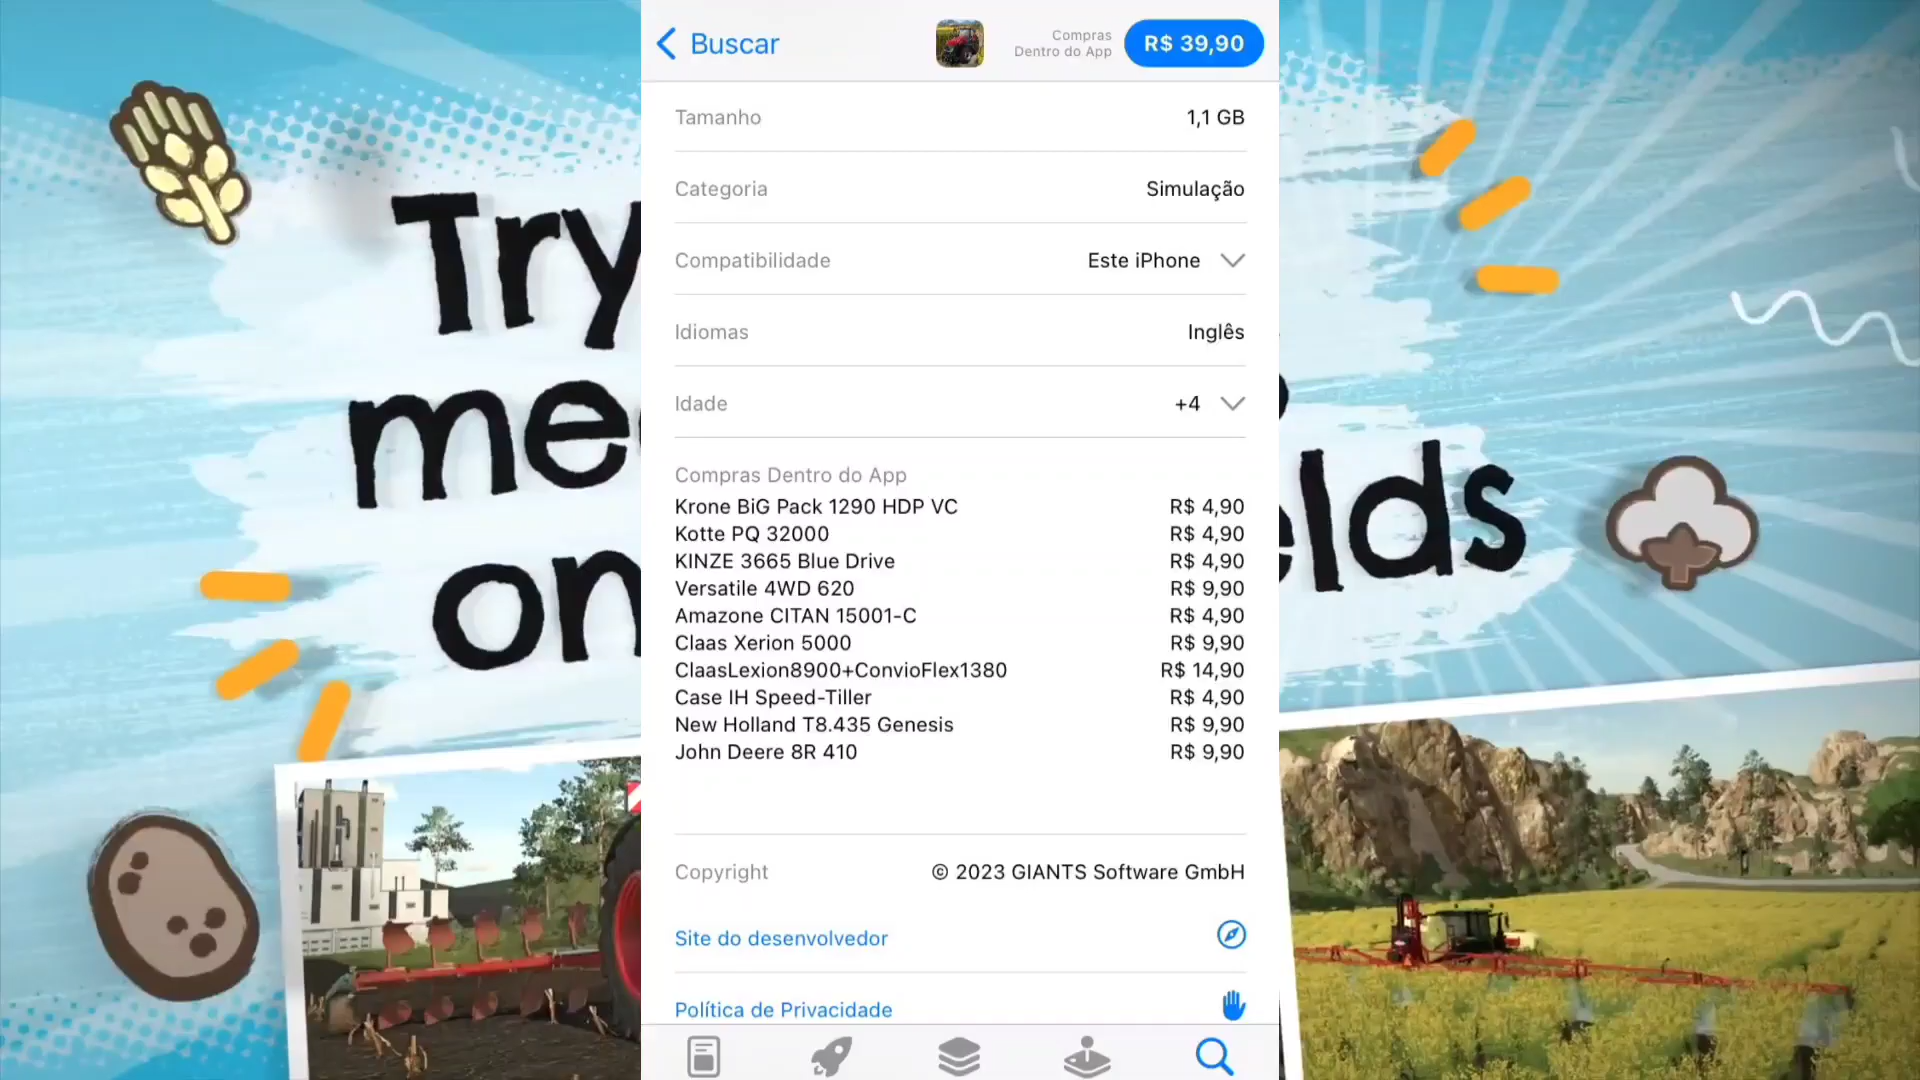 Buscar
Compras
Dentro do App
R$ 39,90
Tamanho 1,1 GB
Categoria Simulação
Compatibilidade Este iPhone
Idiomas Inglês
Idade +4
Compras Dentro do App
Krone BiG Pack 1290 HDP VC R$ 4,90
Kotte PQ 32000 R$ 4,90
KINZE 3665 Blue Drive R$ 4,90
Versatile 4WD 620 R$ 9,90
Amazone CITAN 15001-C R$ 4,90
Claas Xerion 5000 R$ 9,90
ClaasLexion8900+ConvioFlex1380 R$ 14,90
Case IH Speed-Tiller R$ 4,90
New Holland T8.435 Genesis R$ 9,90
John Deere 8R 410 R$ 9,90
Copyright © 2023 GIANTS Software GmbH
Site do desenvolvedor
Política de Privacidade
Try
on